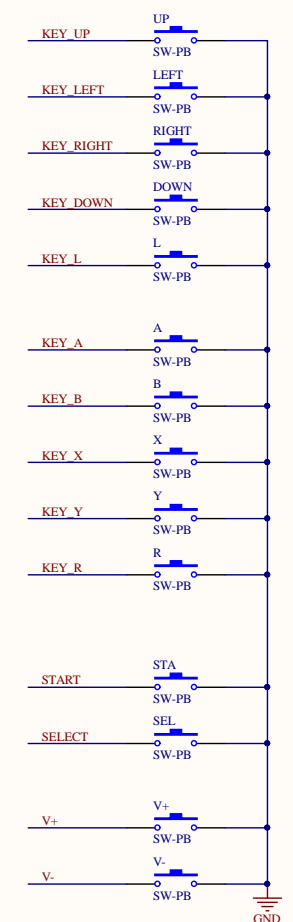 UP
KEY_UP
SW-PB
LEFT
KEY_LEFT
SW-PB
RIGHT
KEY_RIGHT
SW-PB
DOWN
KEY_DOWN
SW-PB
L
KEY_L
SW-PB
A
KEY_A
SW-PB
B
KEY_B
SW-PB
X
KEY_X
SW-PB
Y
KEY_Y
SW-PB
R
KEY_R
SW-PB
STA
START
SW-PB
SEL
SELECT
SW-PB
V+
V+
SW-PB
V-
V-
SW-PB
GND